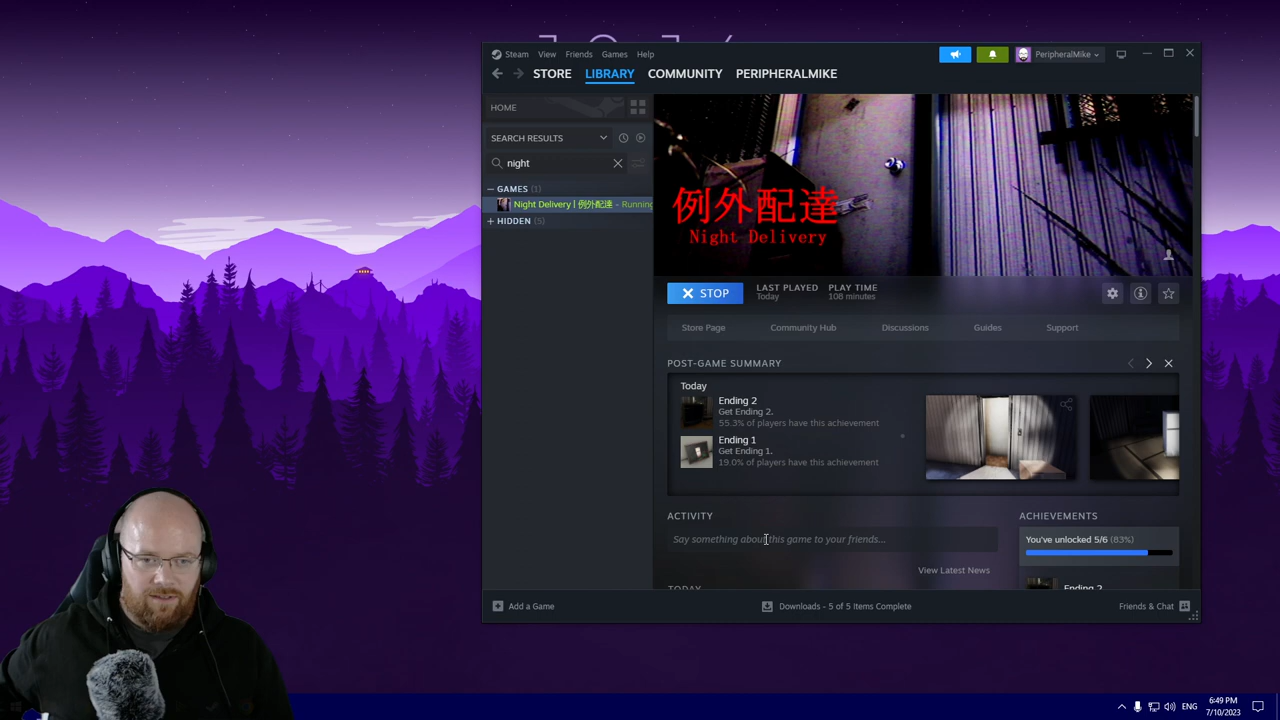 Steam View Friends Games Help
PeripheralMike
STORE LIBRARY COMMUNITY PERIPHERALMIKE
HOME
SEARCH RESULTS
night
GAMES (1)
Night Delivery | 例外配達 - Running
HIDDEN (5)
例外配達
Night Delivery
STOP
LAST PLAYED
Today
PLAY TIME
108 minutes
Store Page Community Hub Discussions Guides Support
POST-GAME SUMMARY
Today
Ending 2
Get Ending 2.
55.3% of players have this achievement
Ending 1
Get Ending 1.
19.0% of players have this achievement
ACTIVITY
Say something about this game to your friends...
View Latest News
TODAY
ACHIEVEMENTS
You've unlocked 5/6 (83%)
Ending 2
Add a Game
Downloads - 5 of 5 Items Complete
Friends & Chat
ENG
6:49 PM
7/10/2023